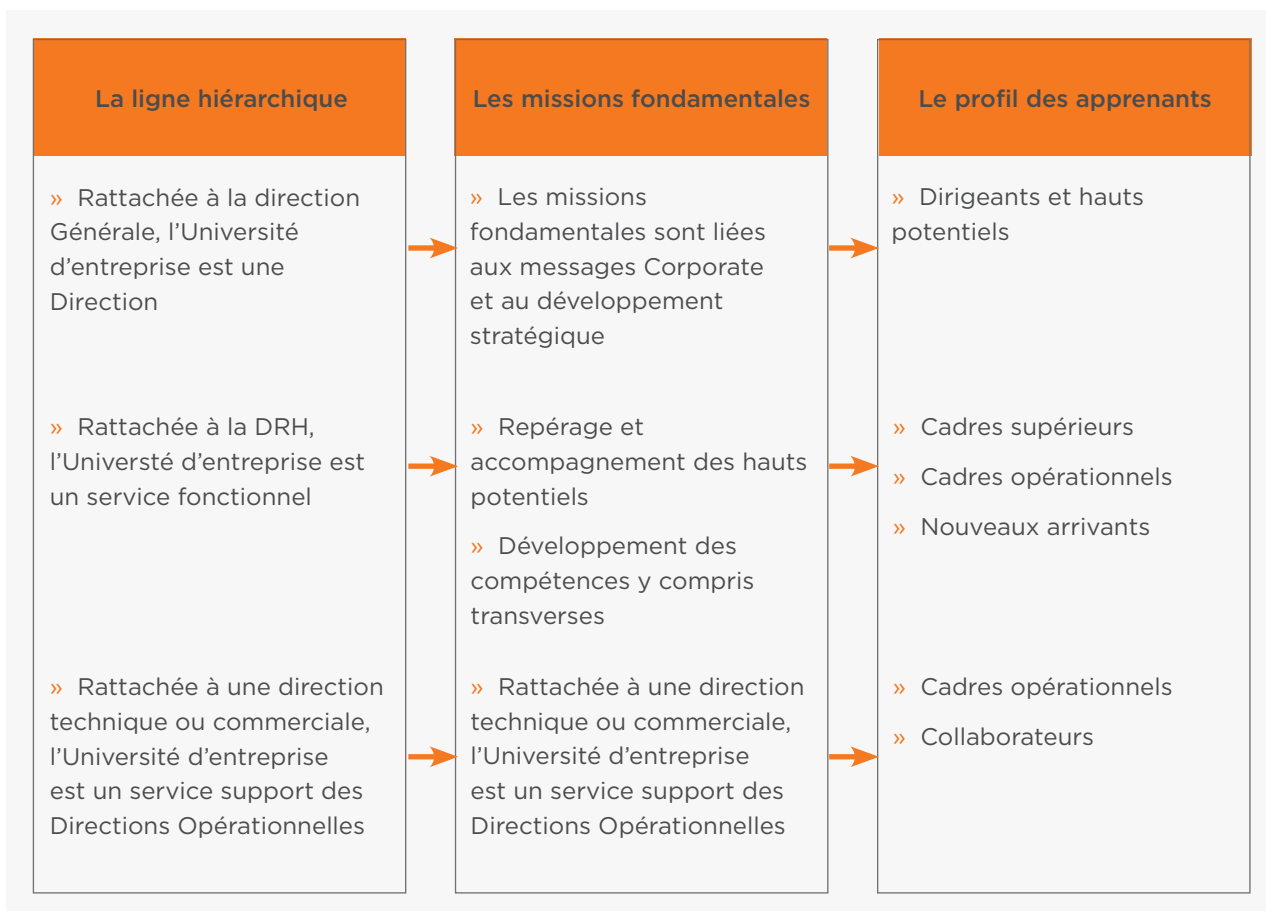 La ligne hiérarchique
» Rattachée à la direction
Générale, l’Université
d’entreprise est une
Direction
» Rattachée à la DRH,
l’Universté d’entreprise est
un service fonctionnel
» Rattachée à une direction
technique ou commerciale,
l’Université d’entreprise
est un service support des
Directions Opérationnelles
Les missions fondamentales
» Les missions
fondamentales sont liées
aux messages Corporate
et au développement
stratégique
» Repérage et
accompagnement des hauts
potentiels
» Développement des
compétences y compris
transverses
» Rattachée à une direction
technique ou commerciale,
l’Université d’entreprise
est un service support des
Directions Opérationnelles
Le profil des apprenants
» Dirigeants et hauts
potentiels
» Cadres supérieurs
» Cadres opérationnels
» Nouveaux arrivants
» Cadres opérationnels
» Collaborateurs